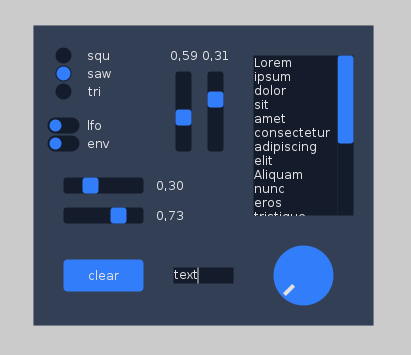 squ
saw
tri
lfo
env
0,59 0,31
0,30
0,73
Lorem
ipsum
dolor
sit
amet
consectetur
adipiscing
elit
Aliquam
nunc
eros
tristique
clear
text